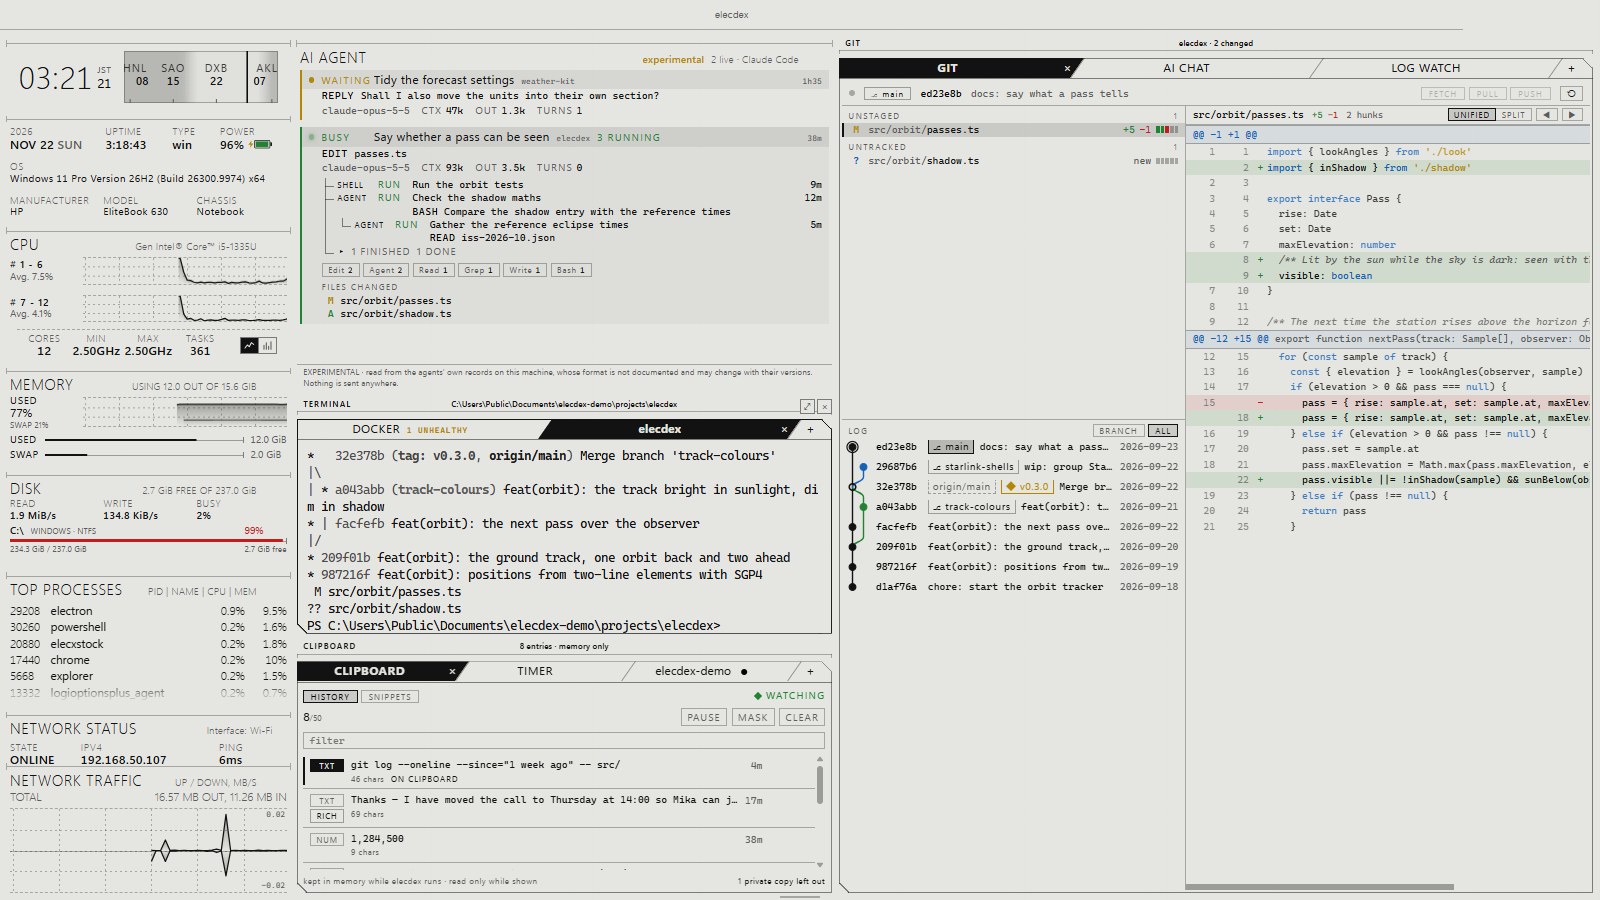 elecdex
03:21 JST 21
HNL SAO DXB AKL
08 15 22 07
2026 UPTIME TYPE POWER
NOV 22 SUN 3:18:43 win 96%
OS
Windows 11 Pro Version 26H2 (Build 26300.9974) x64
MANUFACTURER MODEL CHASSIS
HP EliteBook 630 Notebook
CPU Gen Intel® Core™ i5-1335U
# 1 - 6
Avg. 7.5%
# 7 - 12
Avg. 4.1%
CORES MIN MAX TASKS
12 2.50GHz 2.50GHz 361
MEMORY USING 12.0 OUT OF 15.6 GIB
USED
77%
SWAP 21%
USED 12.0 GiB
SWAP 2.0 GiB
DISK 2.7 GIB FREE OF 237.0 GIB
READ WRITE BUSY
1.9 MiB/s 134.8 KiB/s 2%
C:\ WINDOWS · NTFS 99%
234.3 GiB / 237.0 GiB 2.7 GiB free
TOP PROCESSES PID | NAME | CPU | MEM
29208 electron 0.9% 9.5%
30260 powershell 0.2% 1.6%
20880 elecxstock 0.2% 1.8%
17440 chrome 0.2% 10%
5668 explorer 0.2% 1.5%
13332 logioptionsplus_agent 0.2% 0.7%
NETWORK STATUS Interface: Wi-Fi
STATE IPV4 PING
ONLINE 192.168.50.107 6ms
NETWORK TRAFFIC UP / DOWN, MB/S
TOTAL 16.57 MB OUT, 11.26 MB IN
0.02
-0.02
AI AGENT experimental 2 live · Claude Code
WAITING Tidy the forecast settings weather-kit 1h35
REPLY Shall I also move the units into their own section?
claude-opus-5-5 CTX 47k OUT 1.3k TURNS 1
BUSY Say whether a pass can be seen elecdex 3 RUNNING 38m
EDIT passes.ts
claude-opus-5-5 CTX 93k OUT 3.5k TURNS 0
SHELL RUN Run the orbit tests 9m
AGENT RUN Check the shadow maths 12m
BASH Compare the shadow entry with the reference times
AGENT RUN Gather the reference eclipse times 5m
READ iss-2026-10.json
▸ 1 FINISHED 1 DONE
Edit 2 Agent 2 Read 1 Grep 1 Write 1 Bash 1
FILES CHANGED
M src/orbit/passes.ts
A src/orbit/shadow.ts
EXPERIMENTAL · read from the agents' own records on this machine, whose format is not documented and may change with their versions.
Nothing is sent anywhere.
TERMINAL C:\Users\Public\Documents\elecdex-demo\projects\elecdex ×
DOCKER 1 UNHEALTHY elecdex × +
* 32e378b (tag: v0.3.0, origin/main) Merge branch 'track-colours'
|\
| * a043abb (track-colours) feat(orbit): the track bright in sunlight, di
m in shadow
* | facfefb feat(orbit): the next pass over the observer
|/
* 209f01b feat(orbit): the ground track, one orbit back and two ahead
* 987216f feat(orbit): positions from two-line elements with SGP4
M src/orbit/passes.ts
?? src/orbit/shadow.ts
PS C:\Users\Public\Documents\elecdex-demo\projects\elecdex>
CLIPBOARD 8 entries · memory only
CLIPBOARD × TIMER elecdex-demo ● +
HISTORY SNIPPETS ◆ WATCHING
8/50 PAUSE MASK CLEAR
filter
TXT git log --oneline --since="1 week ago" -- src/ 4m
46 chars ON CLIPBOARD
TXT Thanks — I have moved the call to Thursday at 14:00 so Mika can j… 17m
RICH 69 chars
NUM 1,284,500 38m
9 chars
kept in memory while elecdex runs · read only while shown 1 private copy left out
GIT elecdex · 2 changed
GIT × AI CHAT LOG WATCH +
main ed23e8b docs: say what a pass tells FETCH PULL PUSH
UNSTAGED 1
M src/orbit/passes.ts +5 −1
UNTRACKED 1
? src/orbit/shadow.ts new
LOG BRANCH ALL
ed23e8b main docs: say what a pass… 2026-09-23
29687b6 starlink-shells wip: group Sta… 2026-09-22
32e378b origin/main ◆ v0.3.0 Merge br… 2026-09-22
a043abb track-colours feat(orbit): t… 2026-09-21
facfefb feat(orbit): the next pass ove… 2026-09-22
209f01b feat(orbit): the ground track,… 2026-09-20
987216f feat(orbit): positions from tw… 2026-09-19
d1af76a chore: start the orbit tracker 2026-09-18
src/orbit/passes.ts +5 −1 2 hunks UNIFIED SPLIT ◀ ▶
@@ −1 +1 @@
1 1 import { lookAngles } from './look'
2 + import { inShadow } from './shadow'
2 3
3 4 export interface Pass {
4 5 rise: Date
5 6 set: Date
6 7 maxElevation: number
8 + /** Lit by the sun while the sky is dark: seen with t
9 + visible: boolean
7 10 }
8 11
9 12 /** The next time the station rises above the horizon f
@@ −12 +15 @@ export function nextPass(track: Sample[], observer: Ob
12 15 for (const sample of track) {
13 16 const { elevation } = lookAngles(observer, sample)
14 17 if (elevation > 0 && pass === null) {
15 − pass = { rise: sample.at, set: sample.at, maxElev
18 + pass = { rise: sample.at, set: sample.at, maxElev
16 19 } else if (elevation > 0 && pass !== null) {
17 20 pass.set = sample.at
18 21 pass.maxElevation = Math.max(pass.maxElevation, e
22 + pass.visible ||= !inShadow(sample) && sunBelow(ob
19 23 } else if (pass !== null) {
20 24 return pass
21 25 }